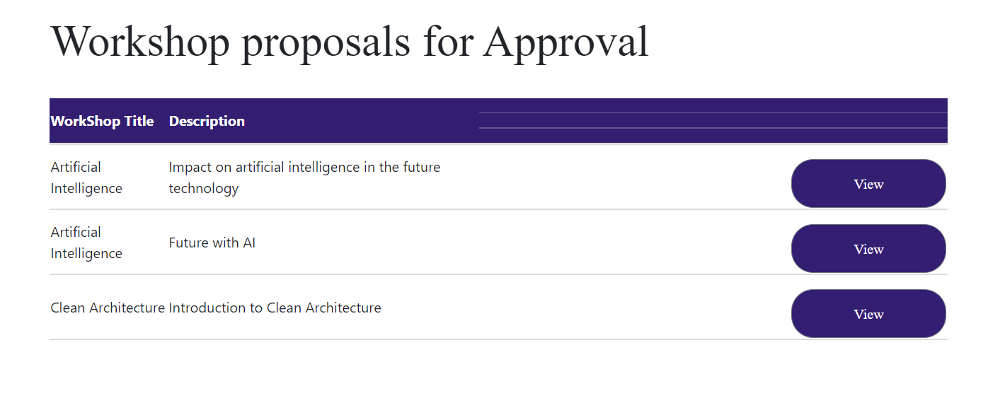 Workshop proposals for Approval
WorkShop Title Description
Artificial Intelligence Impact on artificial intelligence in the future technology View
Artificial Intelligence Future with AI View
Clean Architecture Introduction to Clean Architecture View